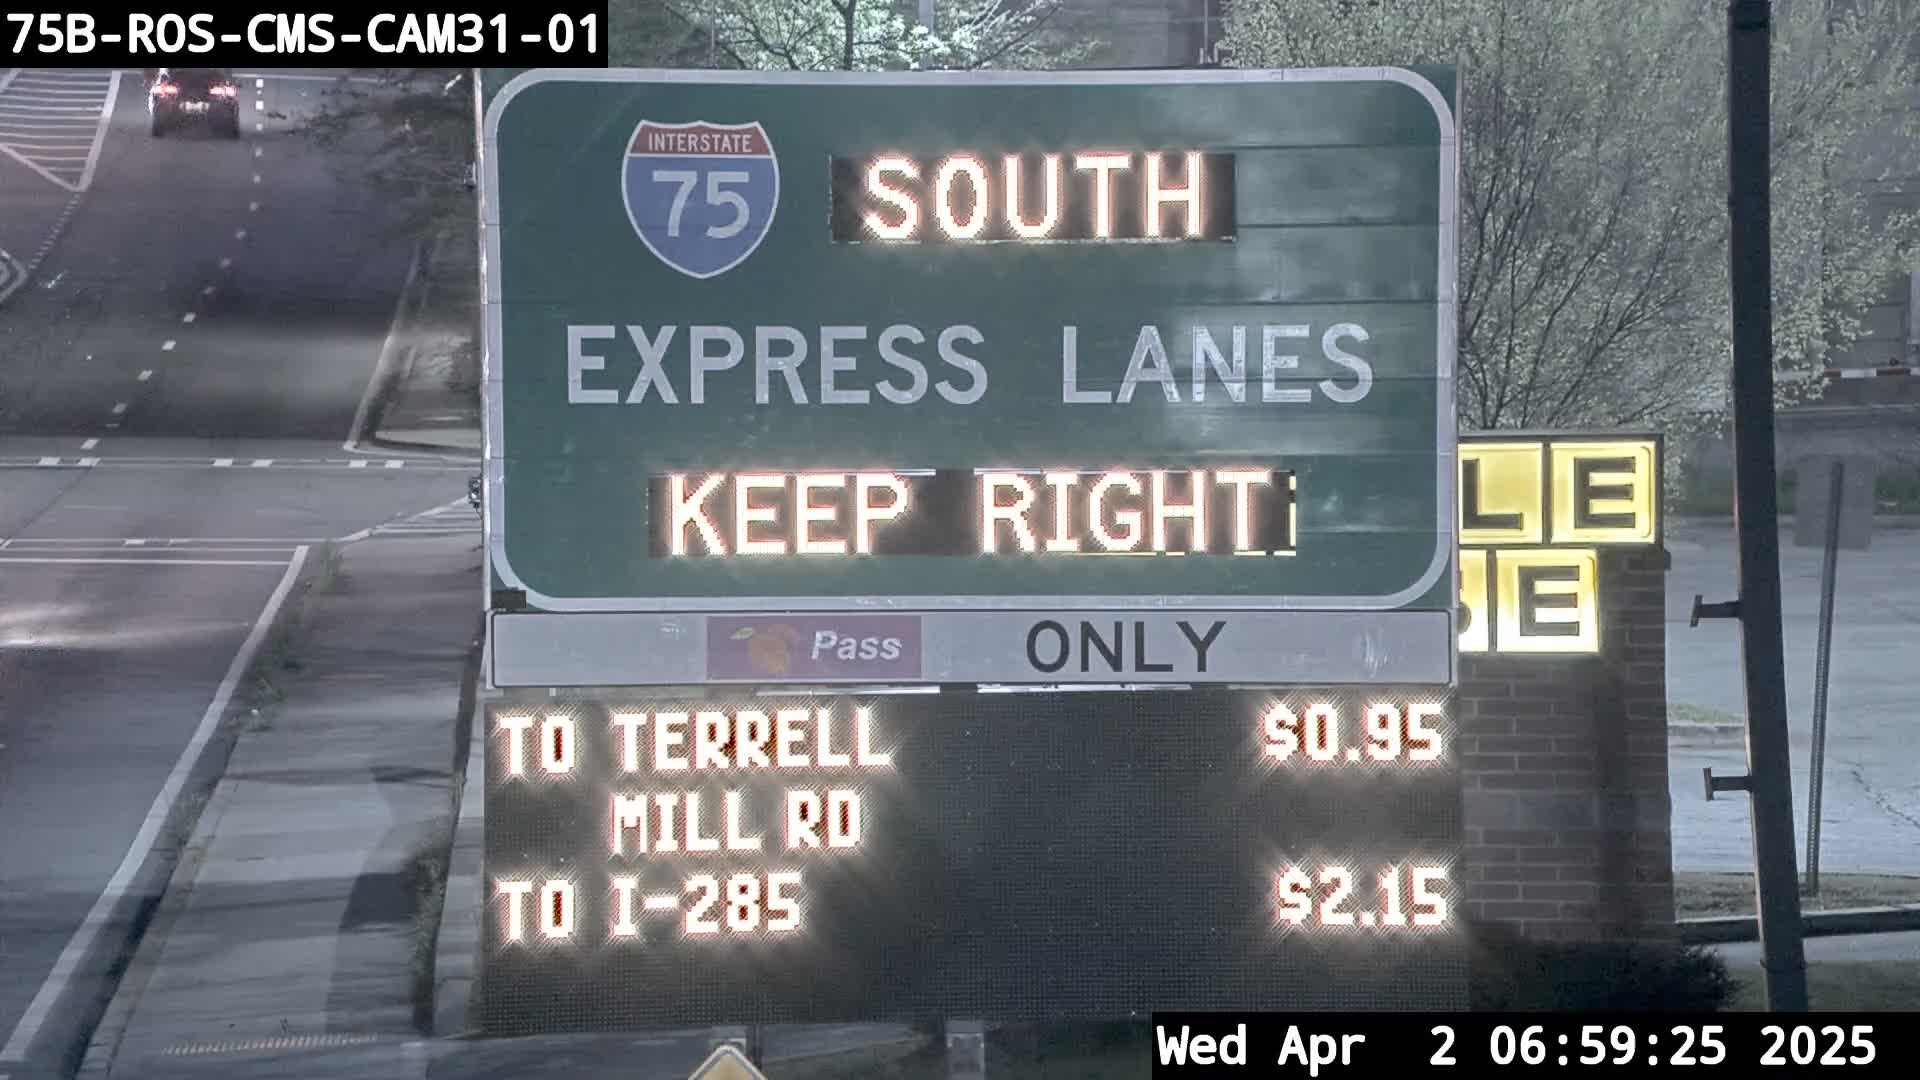 75B-ROS-CMS-CAM31-01
INTERSTATE
75
SOUTH
EXPRESS LANES
KEEP RIGHT
LE
E
Pass ONLY
TO TERRELL $0.95
MILL RD
TO I-285 $2.15
Wed Apr 2 06:59:25 2025